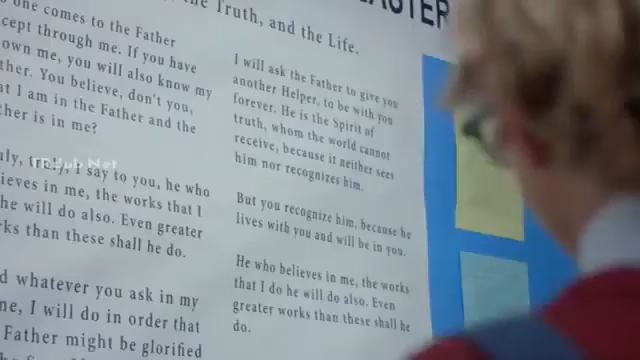 ASTER
the Truth, and the Life.
one comes to the Father
cept through me. If you have
own me, you will also know my
ther. You believe, don't you,
at I am in the Father and the
ther is in me?
uly, truly, I say to you, he who
ieves in me, the works that I
he will do also. Even greater
rks than these shall he do.
d whatever you ask in my
me, I will do in order that
Father might be glorified
I will ask the Father to give you
another Helper, to be with you
forever. He is the Spirit of
truth, whom the world cannot
receive, because it neither sees
him nor recognizes him.
But you recognize him, because he
lives with you and will be in you.
He who believes in me, the works
that I do he will do also. Even
greater works than these shall he
do.